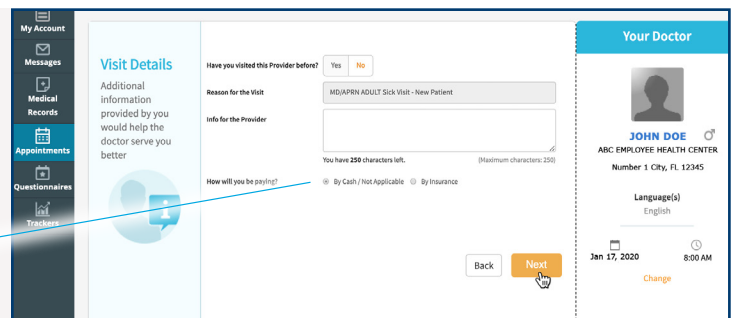 My Account
Messages
Medical
Records
Appointments
Questionnaires
Trackers
Visit Details
Additional
information
provided by you
would help the
doctor serve you
better
Have you visited this Provider before?
Yes No
Reason for the Visit
MD/APRN ADULT Sick Visit - New Patient
Info for the Provider
You have 250 characters left. (Maximum characters: 250)
How will you be paying?
By Cash / Not Applicable By Insurance
Back Next
Your Doctor
JOHN DOE
ABC EMPLOYEE HEALTH CENTER
Number 1 City, FL 12345
Language(s)
English
Jan 17, 2020 8:00 AM
Change